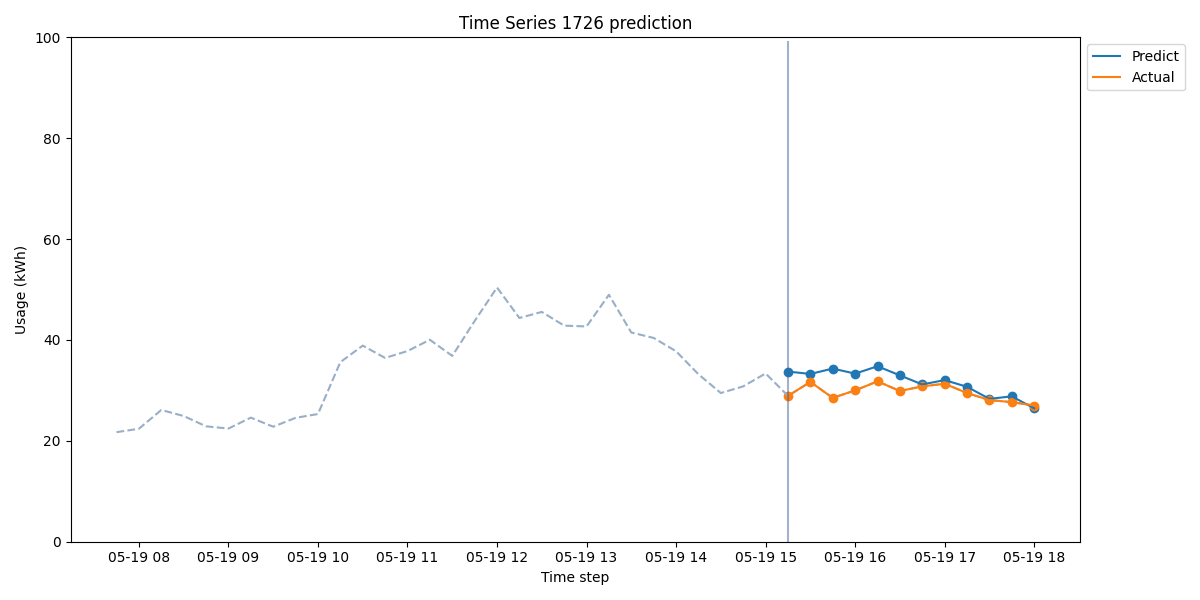 Time Series 1726 prediction
Usage (kWh)
100
80
60
40
20
0
05-19 08 05-19 09 05-19 10 05-19 11 05-19 12 05-19 13 05-19 14 05-19 15 05-19 16 05-19 17 05-19 18
Time step
Predict
Actual